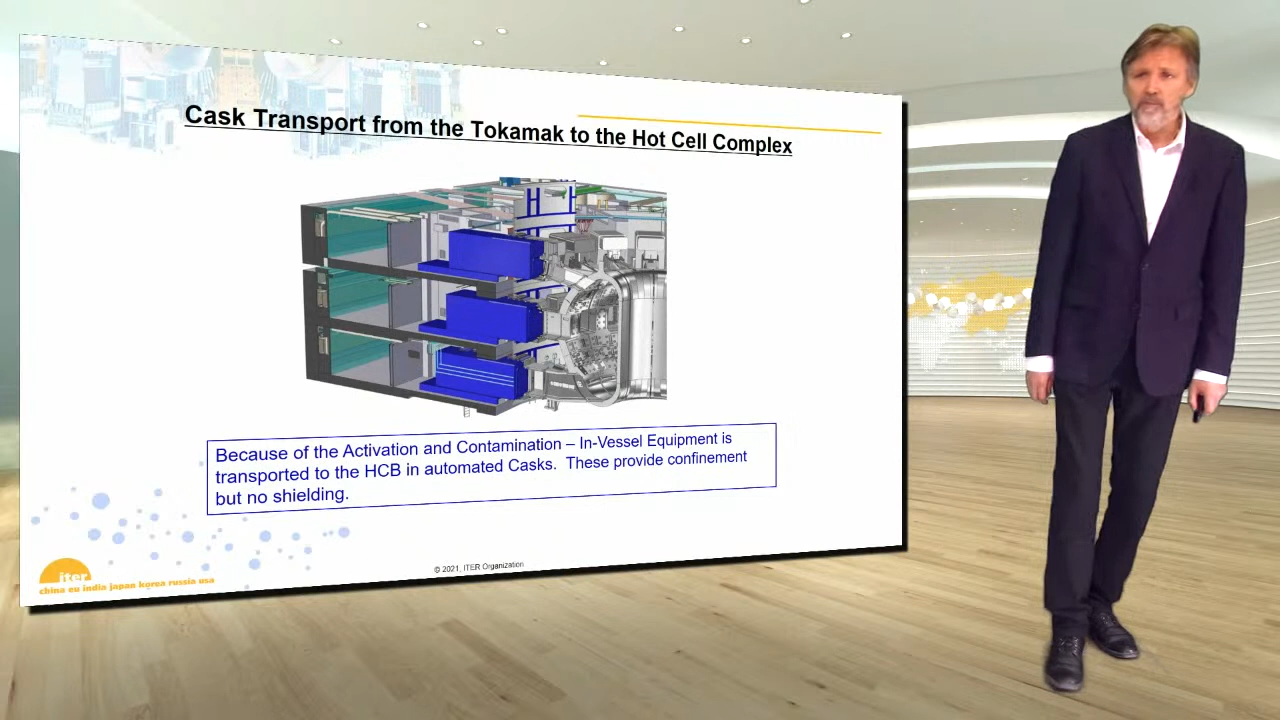 Cask Transport from the Tokamak to the Hot Cell Complex
Because of the Activation and Contamination – In-Vessel Equipment is
transported to the HCB in automated Casks.  These provide confinement
but no shielding.
iter
china eu india japan korea russia usa
© 2021, ITER Organization